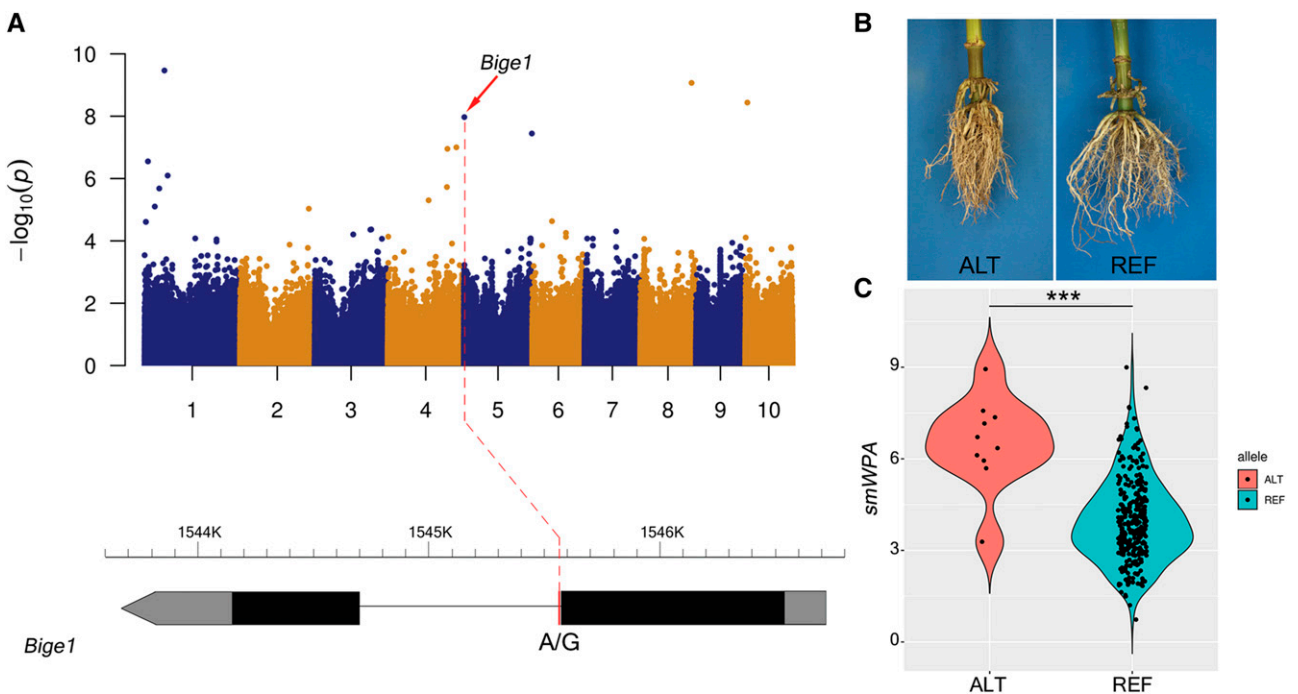 A
10
8
6
4
2
0
−log₁₀(p)
Bige1
1 2 3 4 5 6 7 8 9 10
1544K 1545K 1546K
A/G
Bige1
B
ALT REF
C
***
9
6
3
0
smWPA
ALT REF
allele
ALT
REF